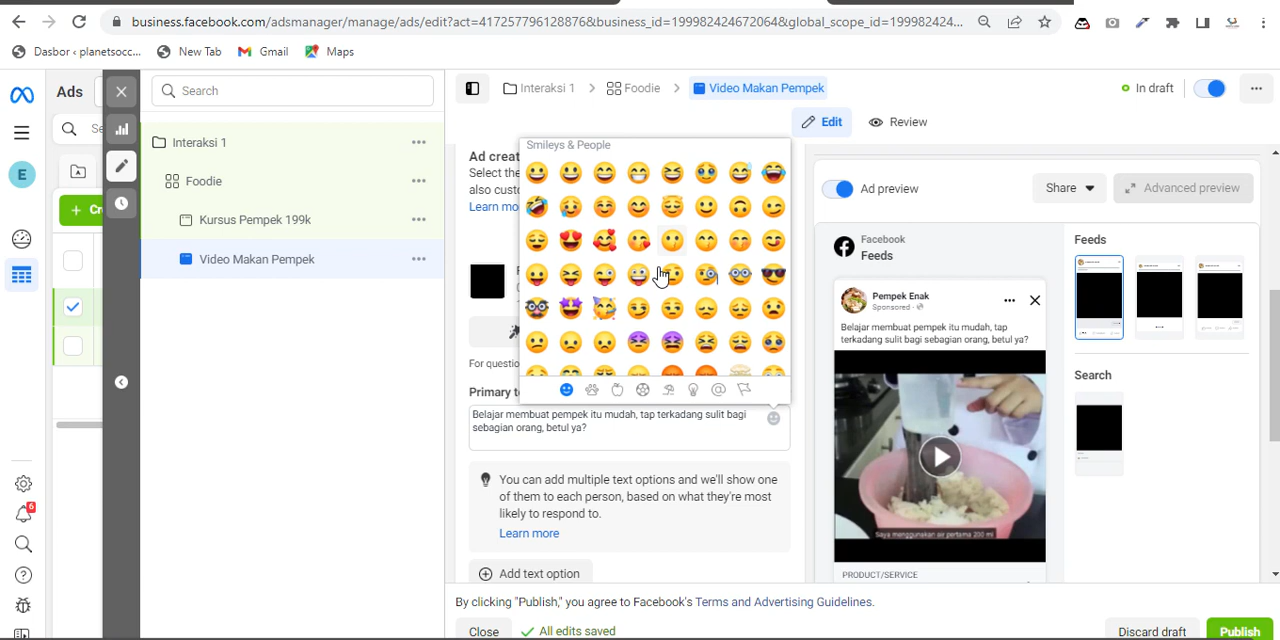 business.facebook.com/adsmanager/manage/ads/edit?act=417257796128876&business_id=199982424672064&global_scope_id=199982424...
Dasbor ‹ planetsocc...
New Tab
Gmail
Maps
Ads
Search
Interaksi 1
Foodie
Video Makan Pempek
In draft
Edit
Review
E
Interaksi 1
Foodie
Kursus Pempek 199k
Video Makan Pempek
6
Smileys & People
Select the
also
Learn
For
Primary
Belajar membuat pempek itu mudah, tap terkadang sulit bagi
sebagian orang, betul ya?
You can add multiple text options and we'll show one
of them to each person, based on what they're most
likely to respond to.
Learn more
Add text option
Ad preview
Share
Advanced preview
Facebook
Feeds
Pempek Enak
Sponsored
Belajar membuat pempek itu mudah, tap
terkadang sulit bagi sebagian orang, betul ya?
Saya menggunakan air pertama 200 ml
PRODUCT/SERVICE
Feeds
Search
By clicking "Publish," you agree to Facebook's Terms and Advertising Guidelines.
Close
All edits saved
Discard draft
Publish